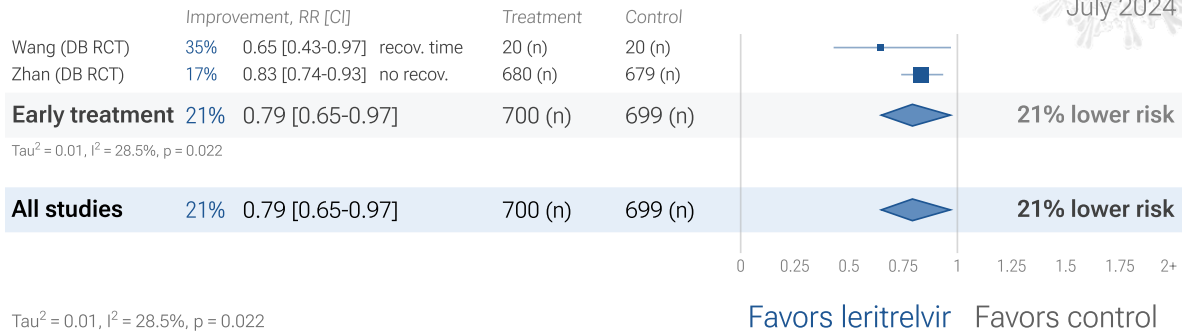 July 2024
Improvement, RR [CI] Treatment Control
Wang (DB RCT) 35% 0.65 [0.43-0.97] recov. time 20 (n) 20 (n)
Zhan (DB RCT) 17% 0.83 [0.74-0.93] no recov. 680 (n) 679 (n)
Early treatment 21% 0.79 [0.65-0.97] 700 (n) 699 (n) 21% lower risk
Tau² = 0.01, I² = 28.5%, p = 0.022
All studies 21% 0.79 [0.65-0.97] 700 (n) 699 (n) 21% lower risk
0 0.25 0.5 0.75 1 1.25 1.5 1.75 2+
Tau² = 0.01, I² = 28.5%, p = 0.022 Favors leritrelvir Favors control